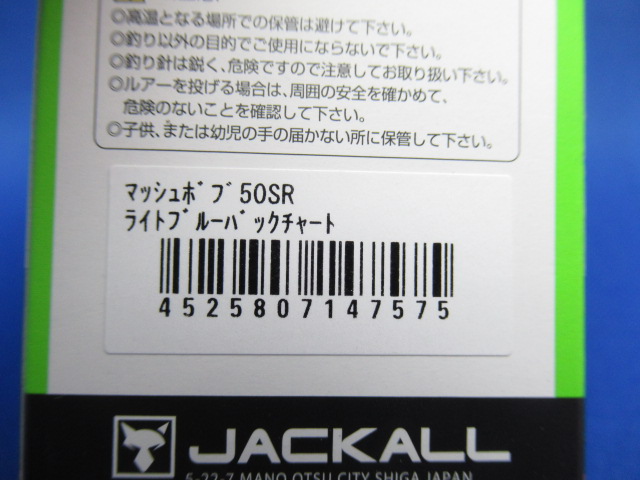 ◎高温となる場所での保管は避けて下さい。
◎釣り以外の目的でご使用にならないで下さい。
◎釣り針は鋭く、危険ですので注意してお取り扱い下さい。
◎ルアーを投げる場合は、周囲の安全を確かめて、
危険のないことを確認して下さい。
◎子供、または幼児の手の届かない所に保管して下さい。
マッシュﾎﾞﾌﾞ50SR
ライトﾌﾞルーﾊﾞックチャート
4525807147575
JACKALL
5-22-7 MANO OTSU CITY SHIGA JAPAN